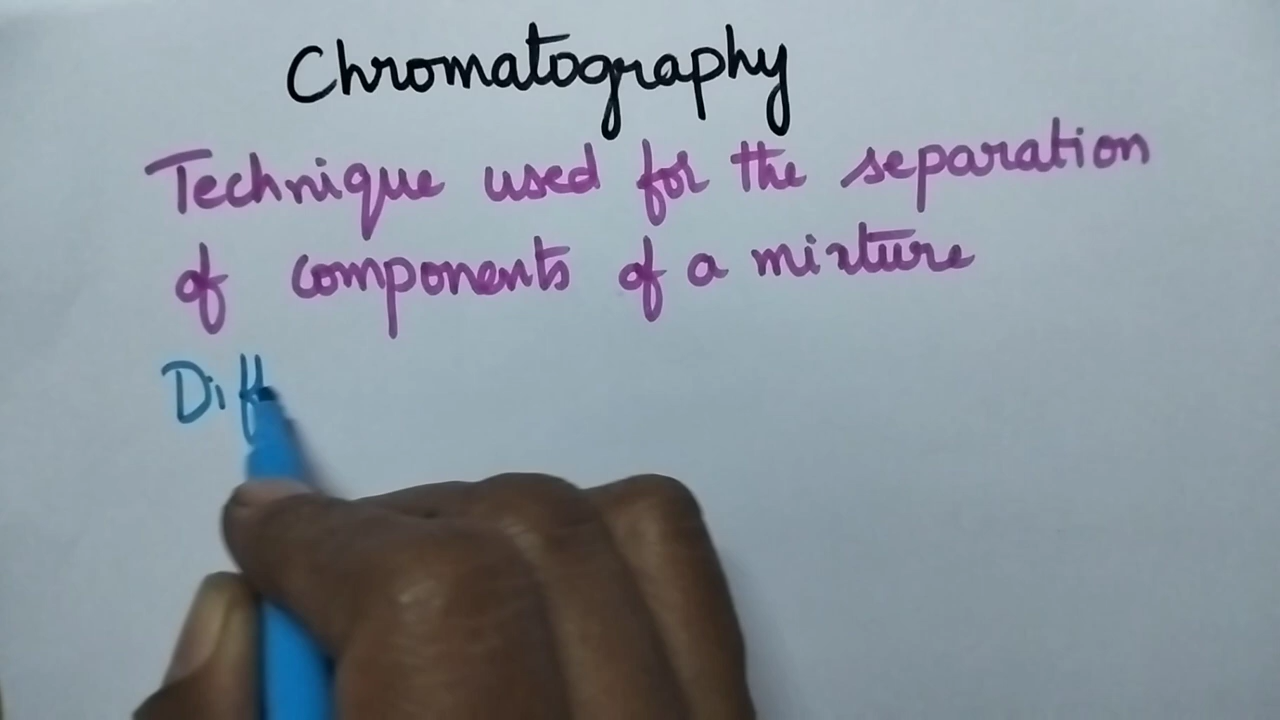 Chromatography
Technique used for the separation
of components of a mixture
Diff